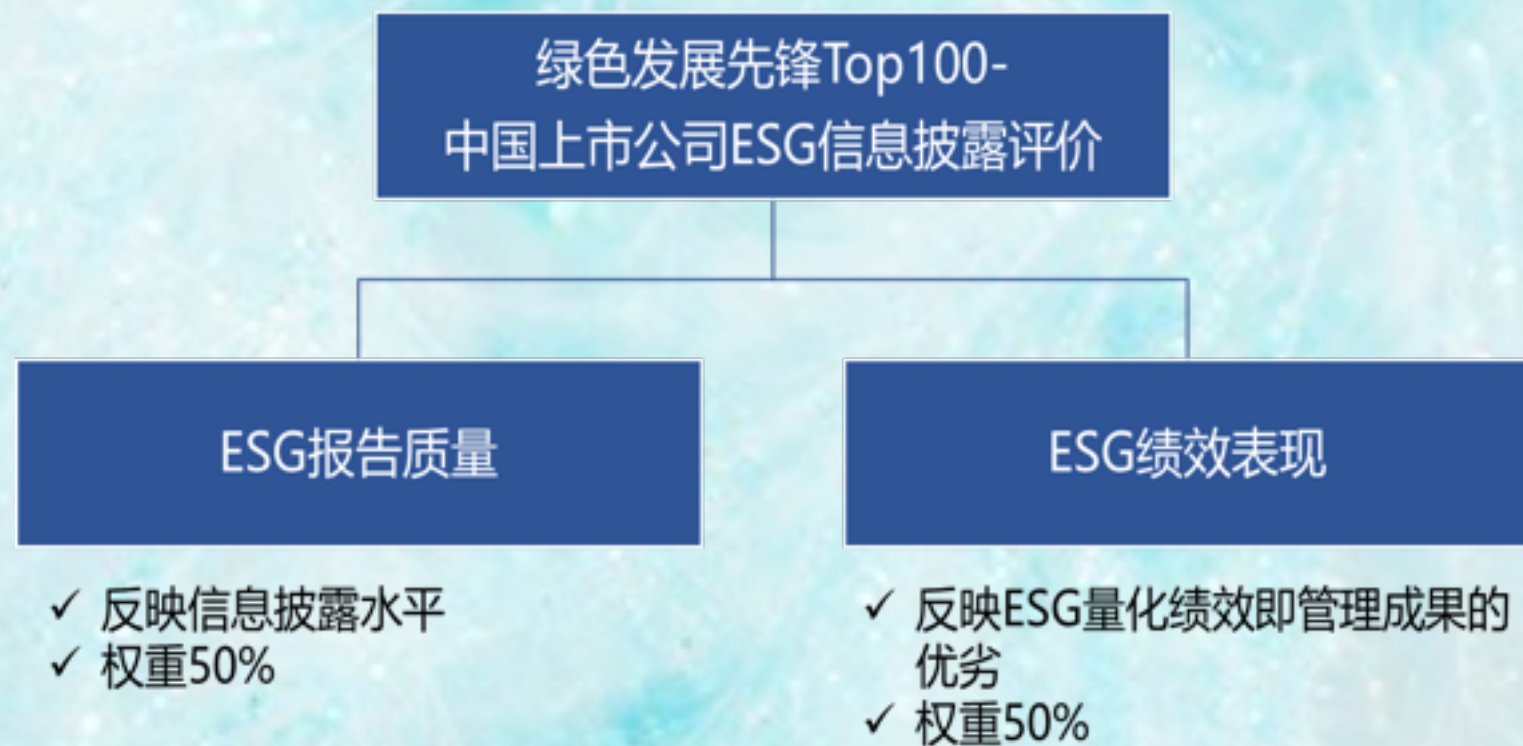 绿色发展先锋Top100-
中国上市公司ESG信息披露评价
ESG报告质量
✓ 反映信息披露水平
✓ 权重50%
ESG绩效表现
✓ 反映ESG量化绩效即管理成果的
优劣
✓ 权重50%